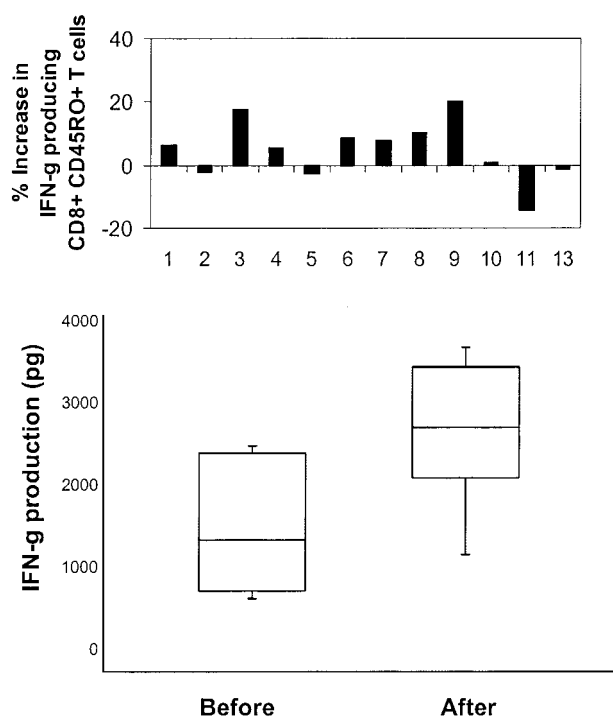 % Increase in
IFN-g producing
CD8+ CD45RO+ T cells
40
20
0
-20
1 2 3 4 5 6 7 8 9 10 11 13
IFN-g production (pg)
4000
3000
2000
1000
0
Before After